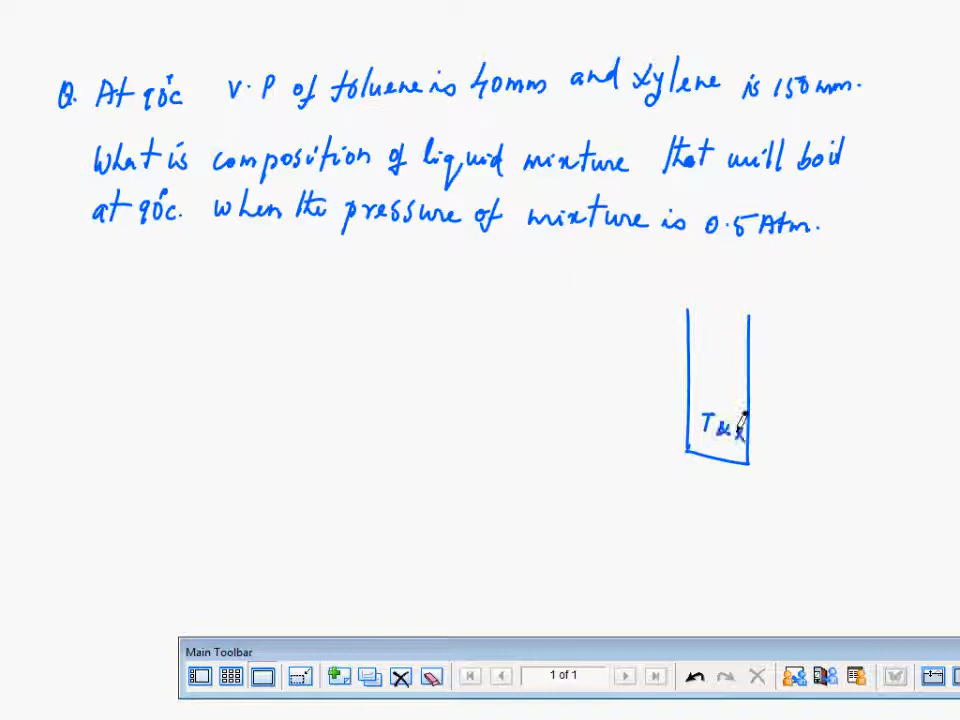 Q. At 90°C V.P of toluene is 40mm and xylene is 150mm.
What is composition of liquid mixture that will boil
at 90°C. When the pressure of mixture is 0.5 Atm.
T & X
Main Toolbar
1 of 1